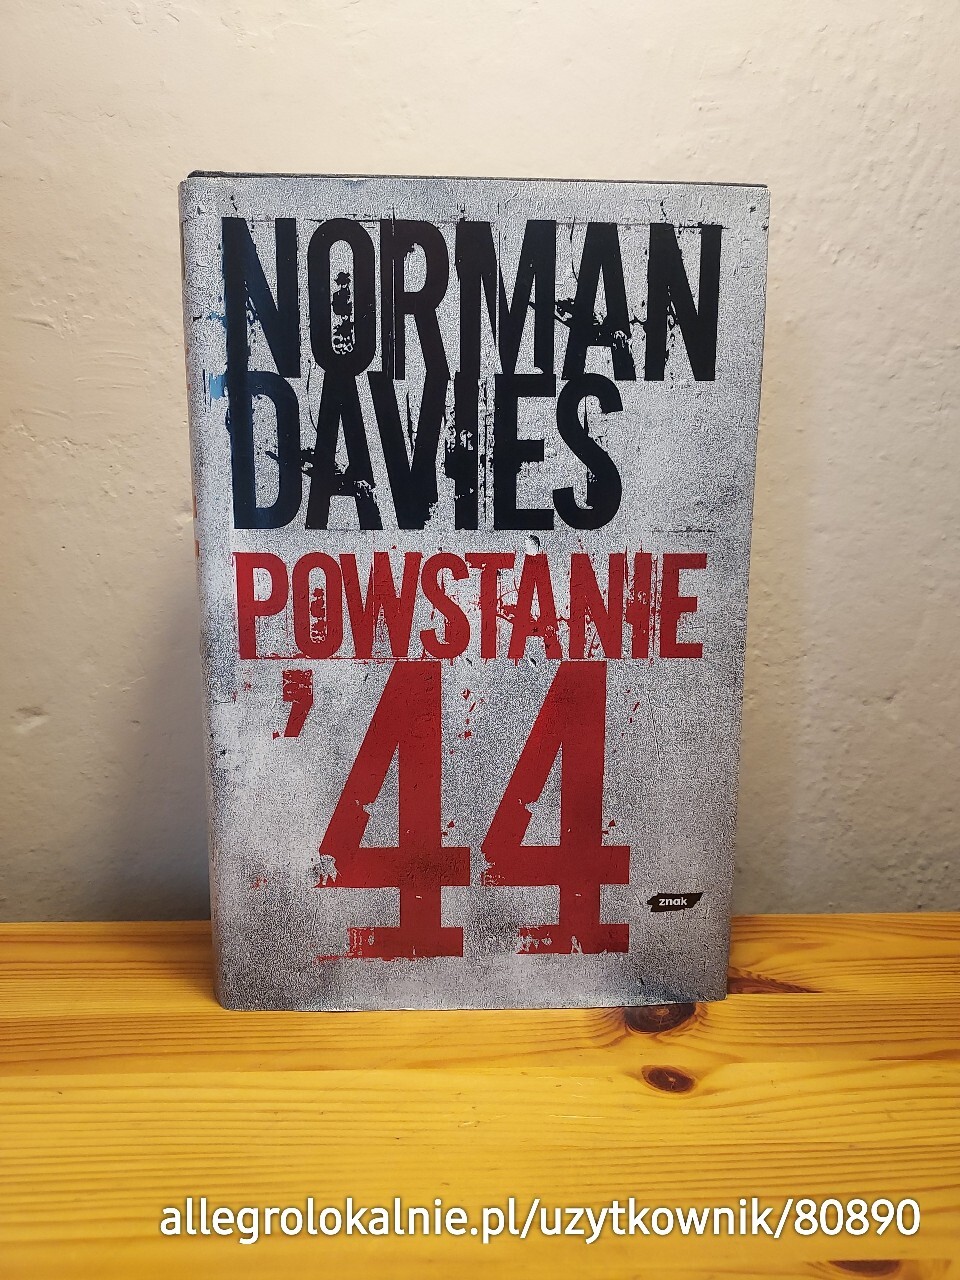 NORMAN
DAVIES
POWSTANIE
'44
znak
allegrolokalnie.pl/uzytkownik/80890